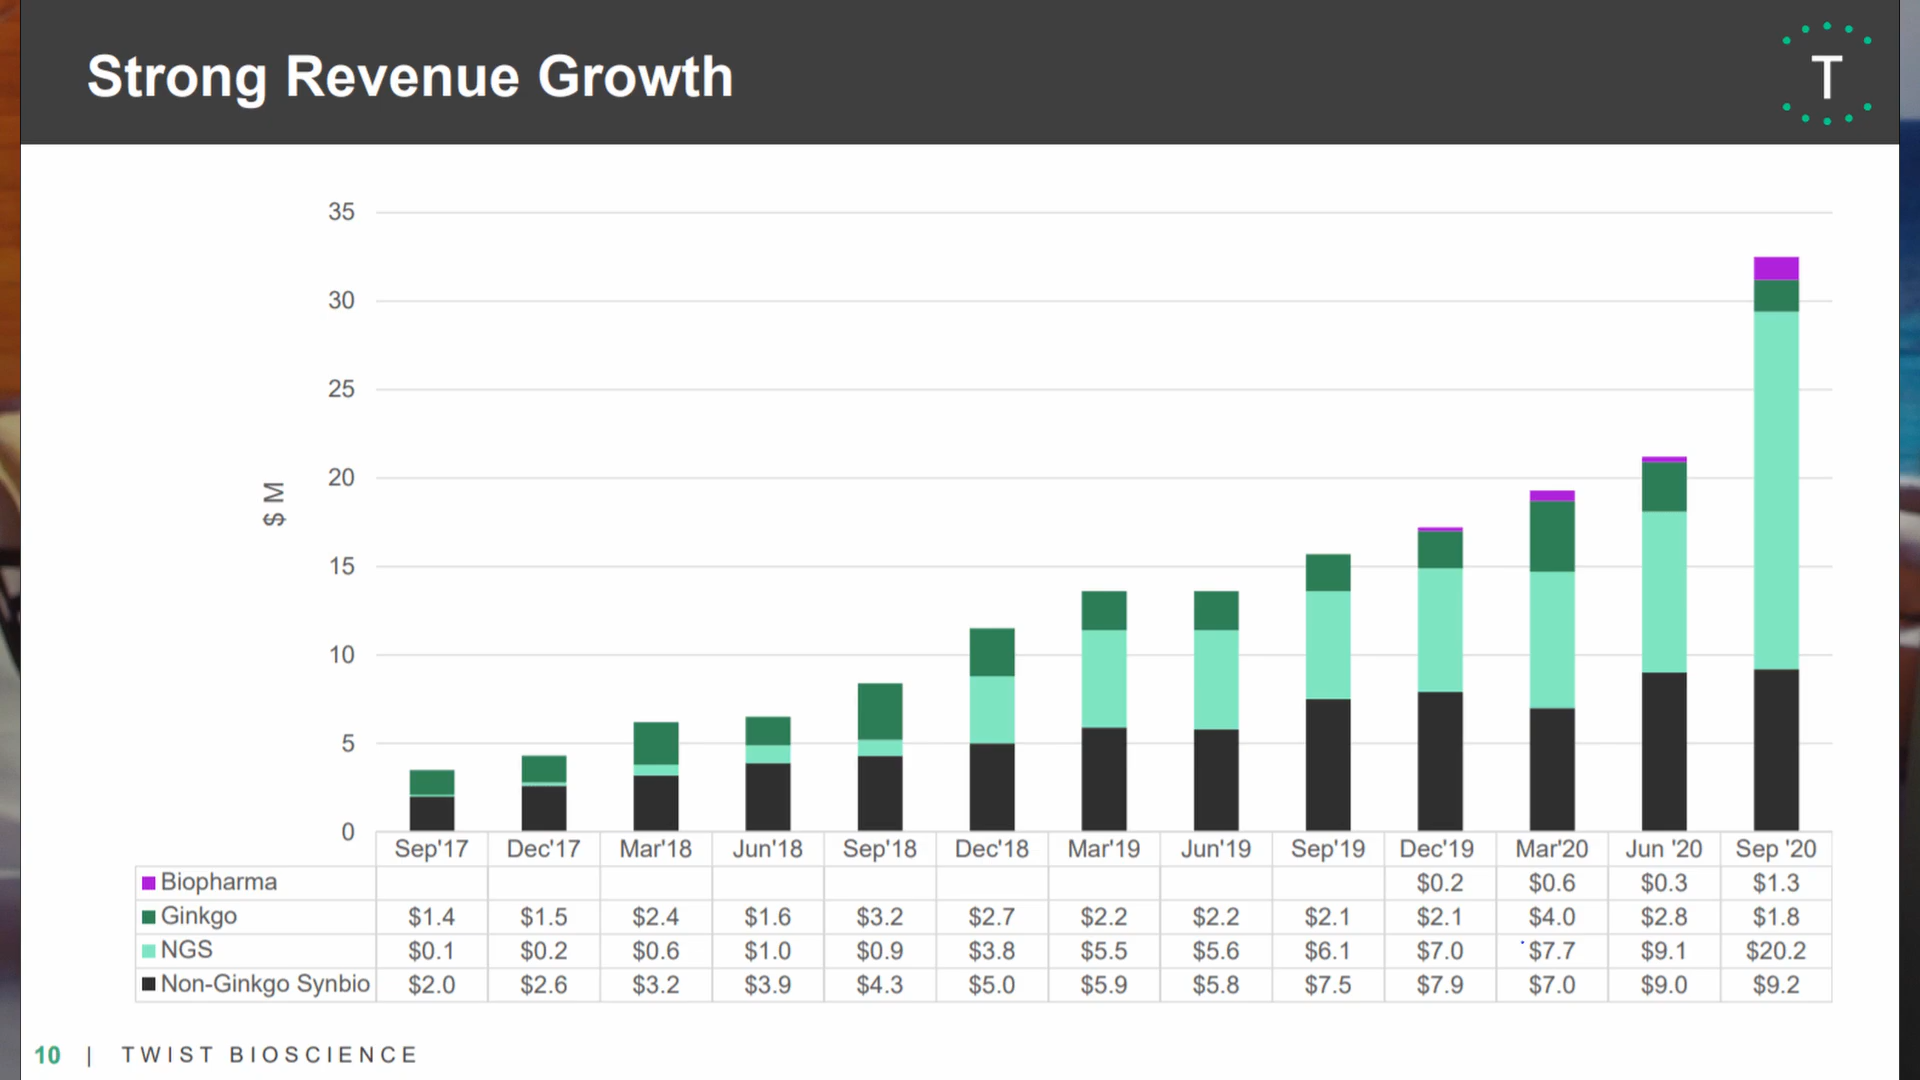 Strong Revenue Growth
T
35
30
25
20
15
10
5
0
$ M
Sep'17 Dec'17 Mar'18 Jun'18 Sep'18 Dec'18 Mar'19 Jun'19 Sep'19 Dec'19 Mar'20 Jun '20 Sep '20
Biopharma $0.2 $0.6 $0.3 $1.3
Ginkgo $1.4 $1.5 $2.4 $1.6 $3.2 $2.7 $2.2 $2.2 $2.1 $2.1 $4.0 $2.8 $1.8
NGS $0.1 $0.2 $0.6 $1.0 $0.9 $3.8 $5.5 $5.6 $6.1 $7.0 $7.7 $9.1 $20.2
Non-Ginkgo Synbio $2.0 $2.6 $3.2 $3.9 $4.3 $5.0 $5.9 $5.8 $7.5 $7.9 $7.0 $9.0 $9.2
10 | TWIST BIOSCIENCE